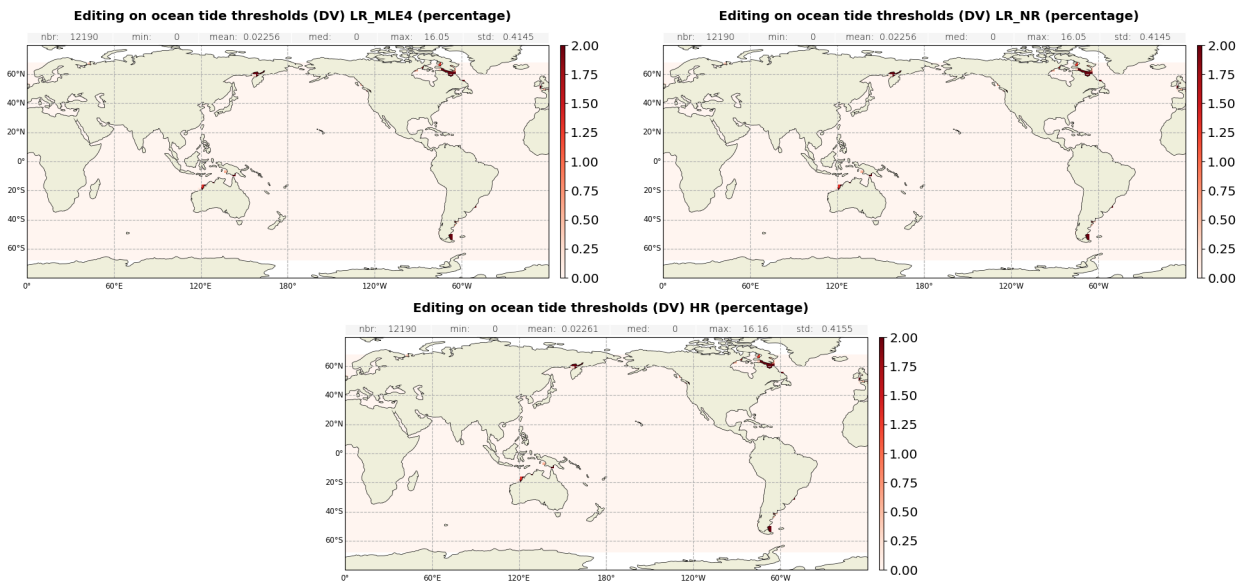 Editing on ocean tide thresholds (DV) LR_MLE4 (percentage)
nbr: 12190 min: 0 mean: 0.02256 med: 0 max: 16.05 std: 0.4145
60°N
40°N
20°N
0°
20°S
40°S
60°S
0° 60°E 120°E 180° 120°W 60°W
2.00
1.75
1.50
1.25
1.00
0.75
0.50
0.25
0.00
Editing on ocean tide thresholds (DV) LR_NR (percentage)
nbr: 12190 min: 0 mean: 0.02256 med: 0 max: 16.05 std: 0.4145
60°N
40°N
20°N
0°
20°S
40°S
60°S
0° 60°E 120°E 180° 120°W 60°W
2.00
1.75
1.50
1.25
1.00
0.75
0.50
0.25
0.00
Editing on ocean tide thresholds (DV) HR (percentage)
nbr: 12190 min: 0 mean: 0.02261 med: 0 max: 16.16 std: 0.4155
60°N
40°N
20°N
0°
20°S
40°S
60°S
0° 60°E 120°E 180° 120°W 60°W
2.00
1.75
1.50
1.25
1.00
0.75
0.50
0.25
0.00